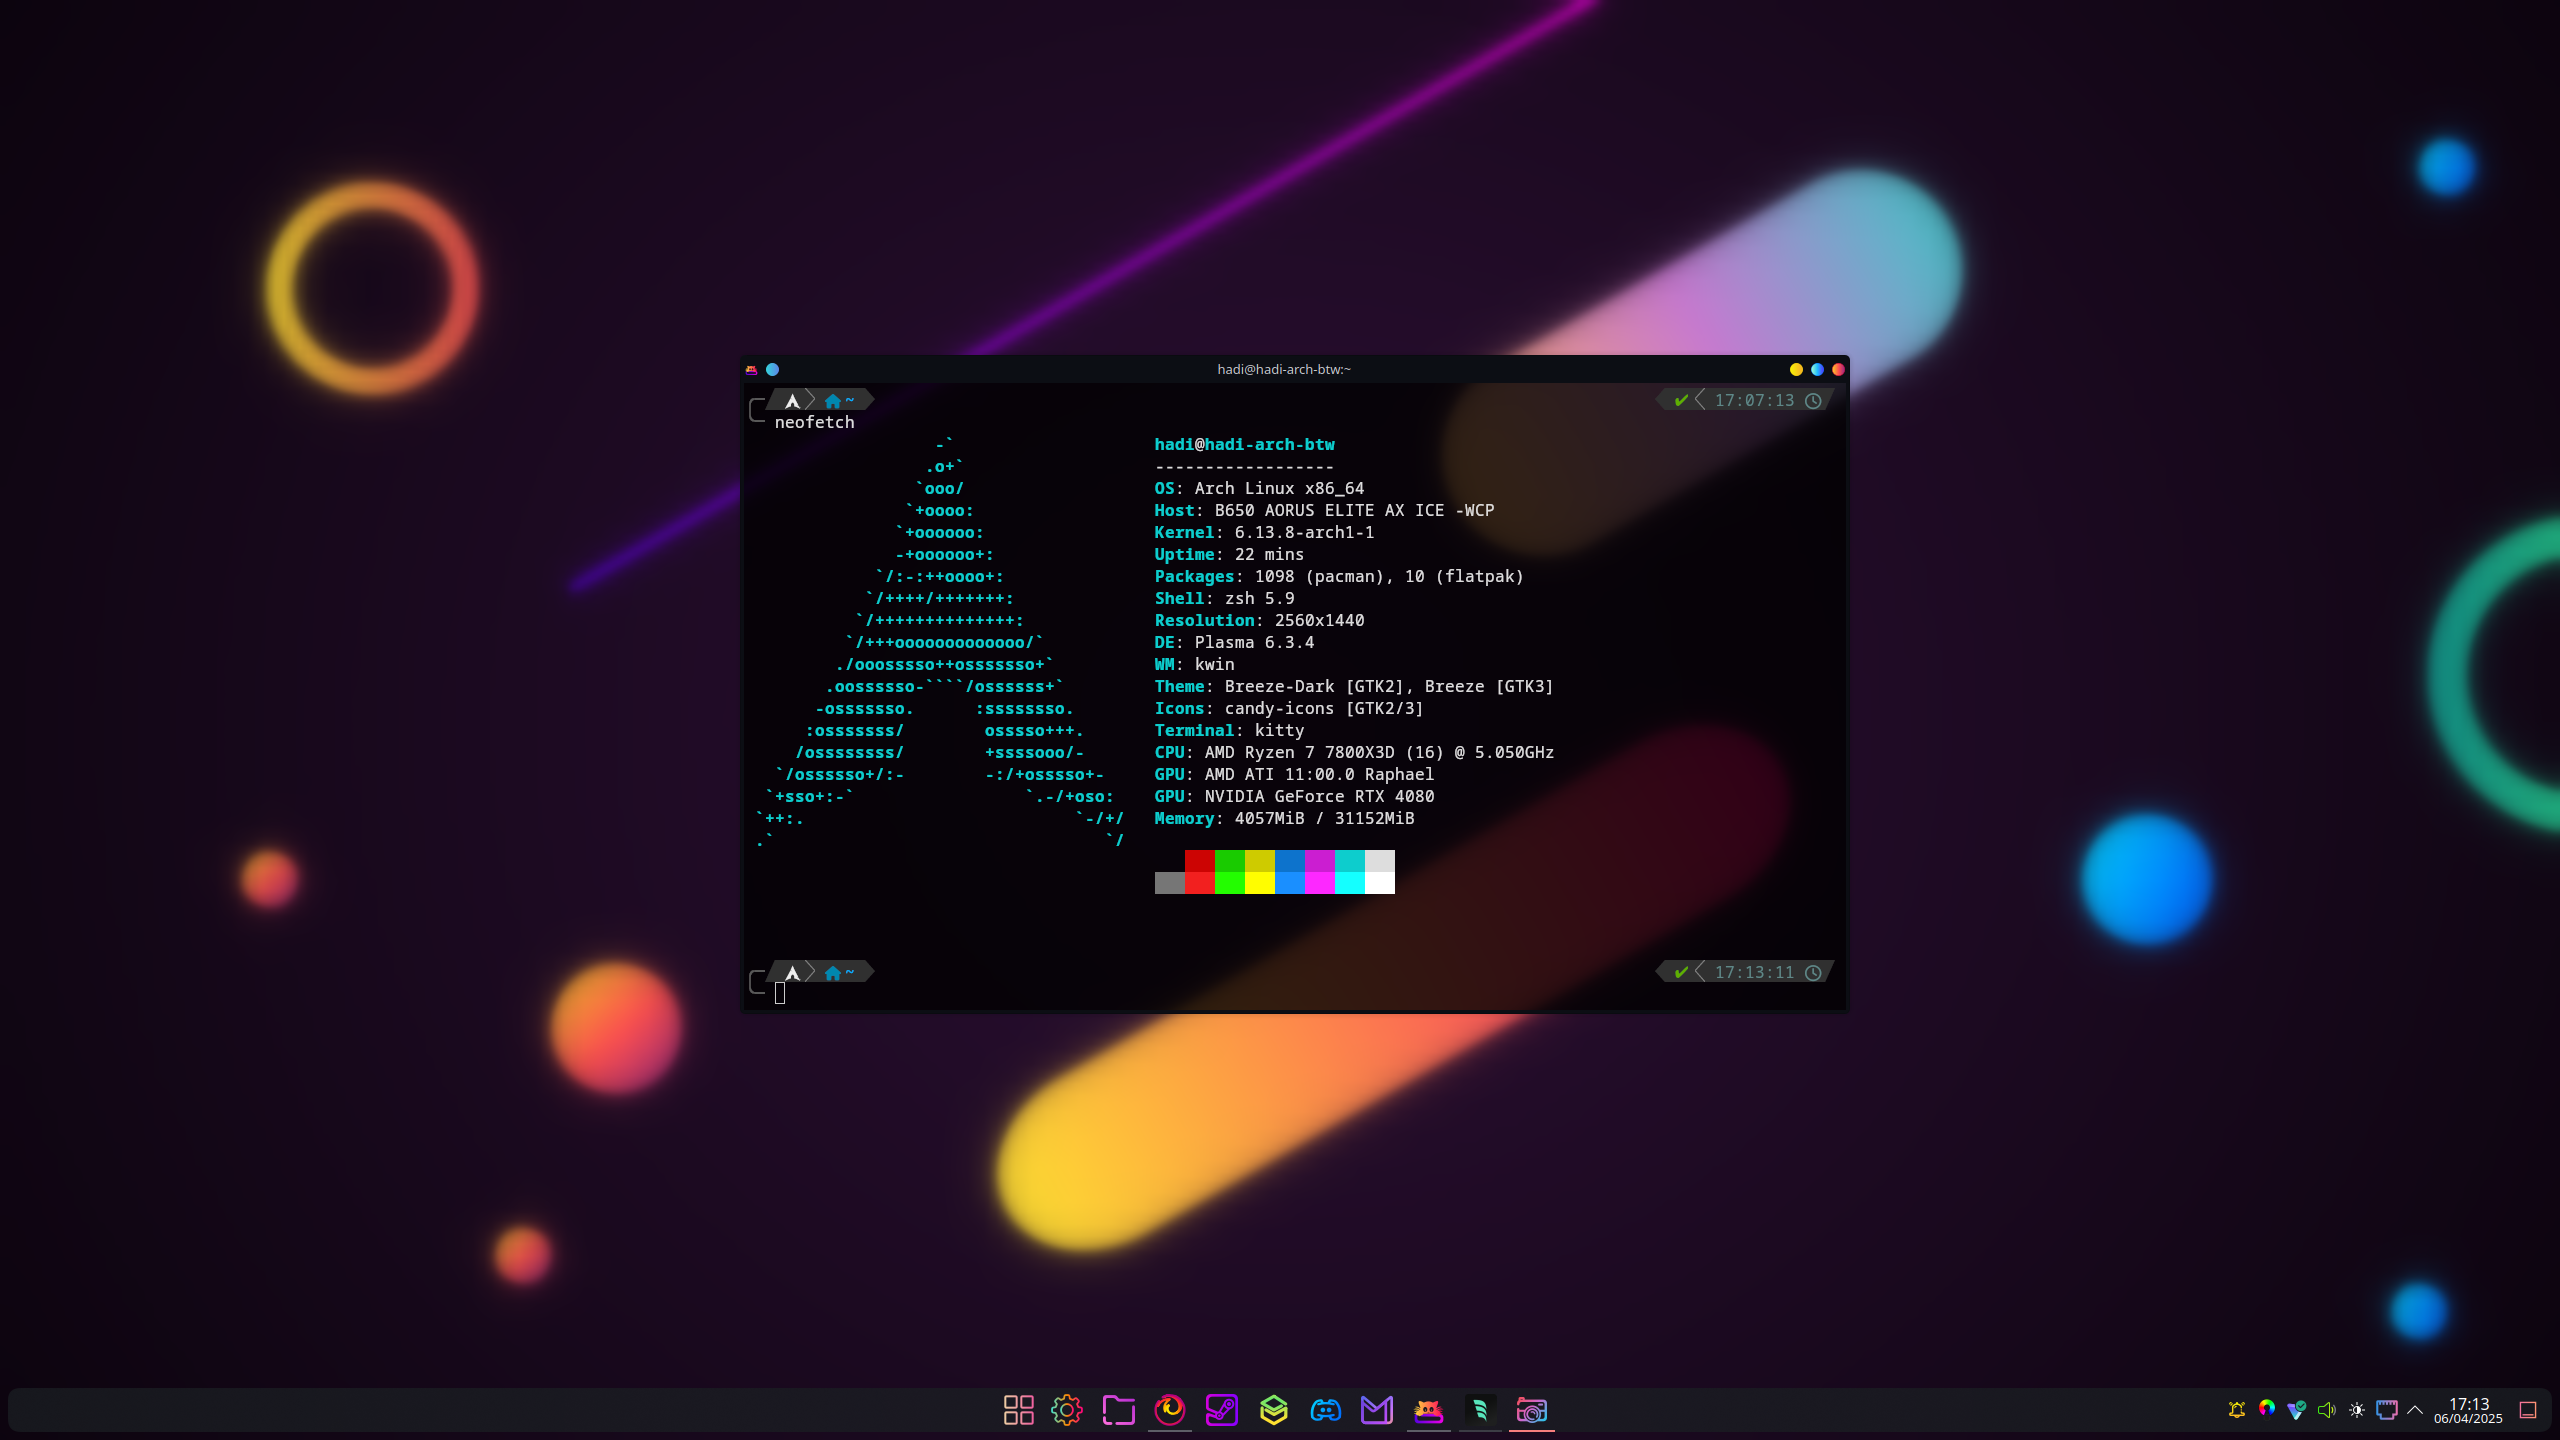 hadi@hadi-arch-btw:~
~ 17:07:13
neofetch
                  -`                     hadi@hadi-arch-btw
                 .o+`                    ------------------
                `ooo/                    OS: Arch Linux x86_64
               `+oooo:                   Host: B650 AORUS ELITE AX ICE -WCP
              `+oooooo:                  Kernel: 6.13.8-arch1-1
              -+oooooo+:                 Uptime: 22 mins
            `/:-:++oooo+:                Packages: 1098 (pacman), 10 (flatpak)
           `/++++/+++++++:               Shell: zsh 5.9
          `/++++++++++++++:              Resolution: 2560x1440
         `/+++ooooooooooooo/`            DE: Plasma 6.3.4
        ./ooosssso++osssssso+`           WM: kwin
       .oossssso-````/ossssss+`          Theme: Breeze-Dark [GTK2], Breeze [GTK3]
      -osssssso.      :ssssssso.         Icons: candy-icons [GTK2/3]
     :osssssss/        osssso+++.        Terminal: kitty
    /ossssssss/        +ssssooo/-        CPU: AMD Ryzen 7 7800X3D (16) @ 5.050GHz
  `/ossssso+/:-        -:/+osssso+-      GPU: AMD ATI 11:00.0 Raphael
 `+sso+:-`                 `.-/+oso:     GPU: NVIDIA GeForce RTX 4080
`++:.                           `-/+/    Memory: 4057MiB / 31152MiB
.`                                 `/
~ 17:13:11
17:13
06/04/2025